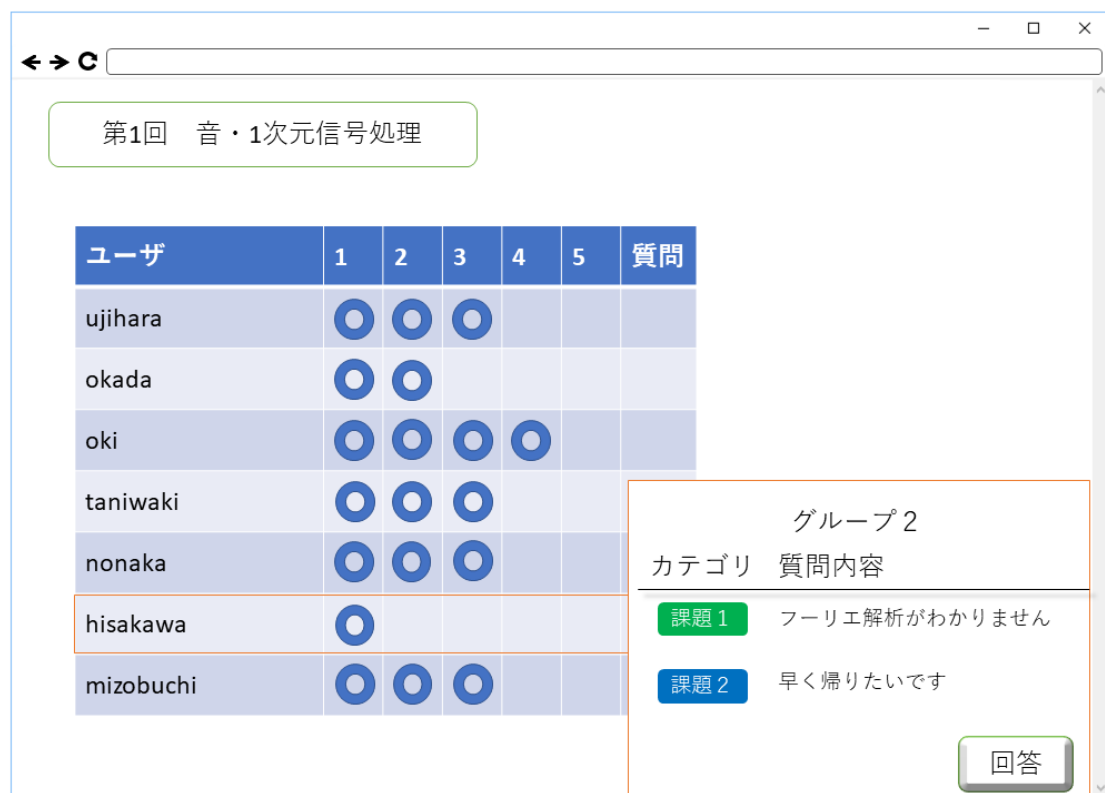 第1回　音・1次元信号処理
ユーザ 1 2 3 4 5 質問
ujihara
okada
oki
taniwaki
nonaka
hisakawa
mizobuchi
グループ２
カテゴリ 質問内容
課題１ フーリエ解析がわかりません
課題２ 早く帰りたいです
回答